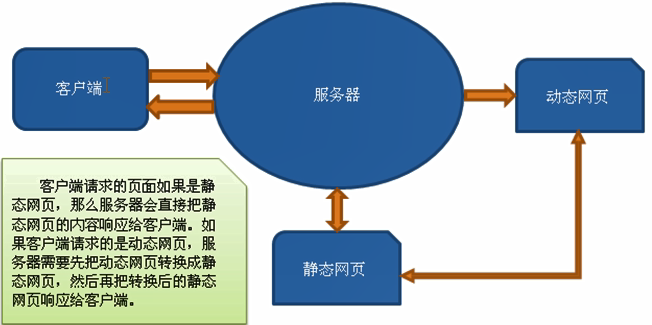 客户端
服务器
动态网页
客户端请求的页面如果是静
态网页，那么服务器会直接把静
态网页的内容响应给客户端。如
果客户端请求的是动态网页，服
务器需要先把动态网页转换成静
态网页，然后再把转换后的静态
网页响应给客户端。
静态网页